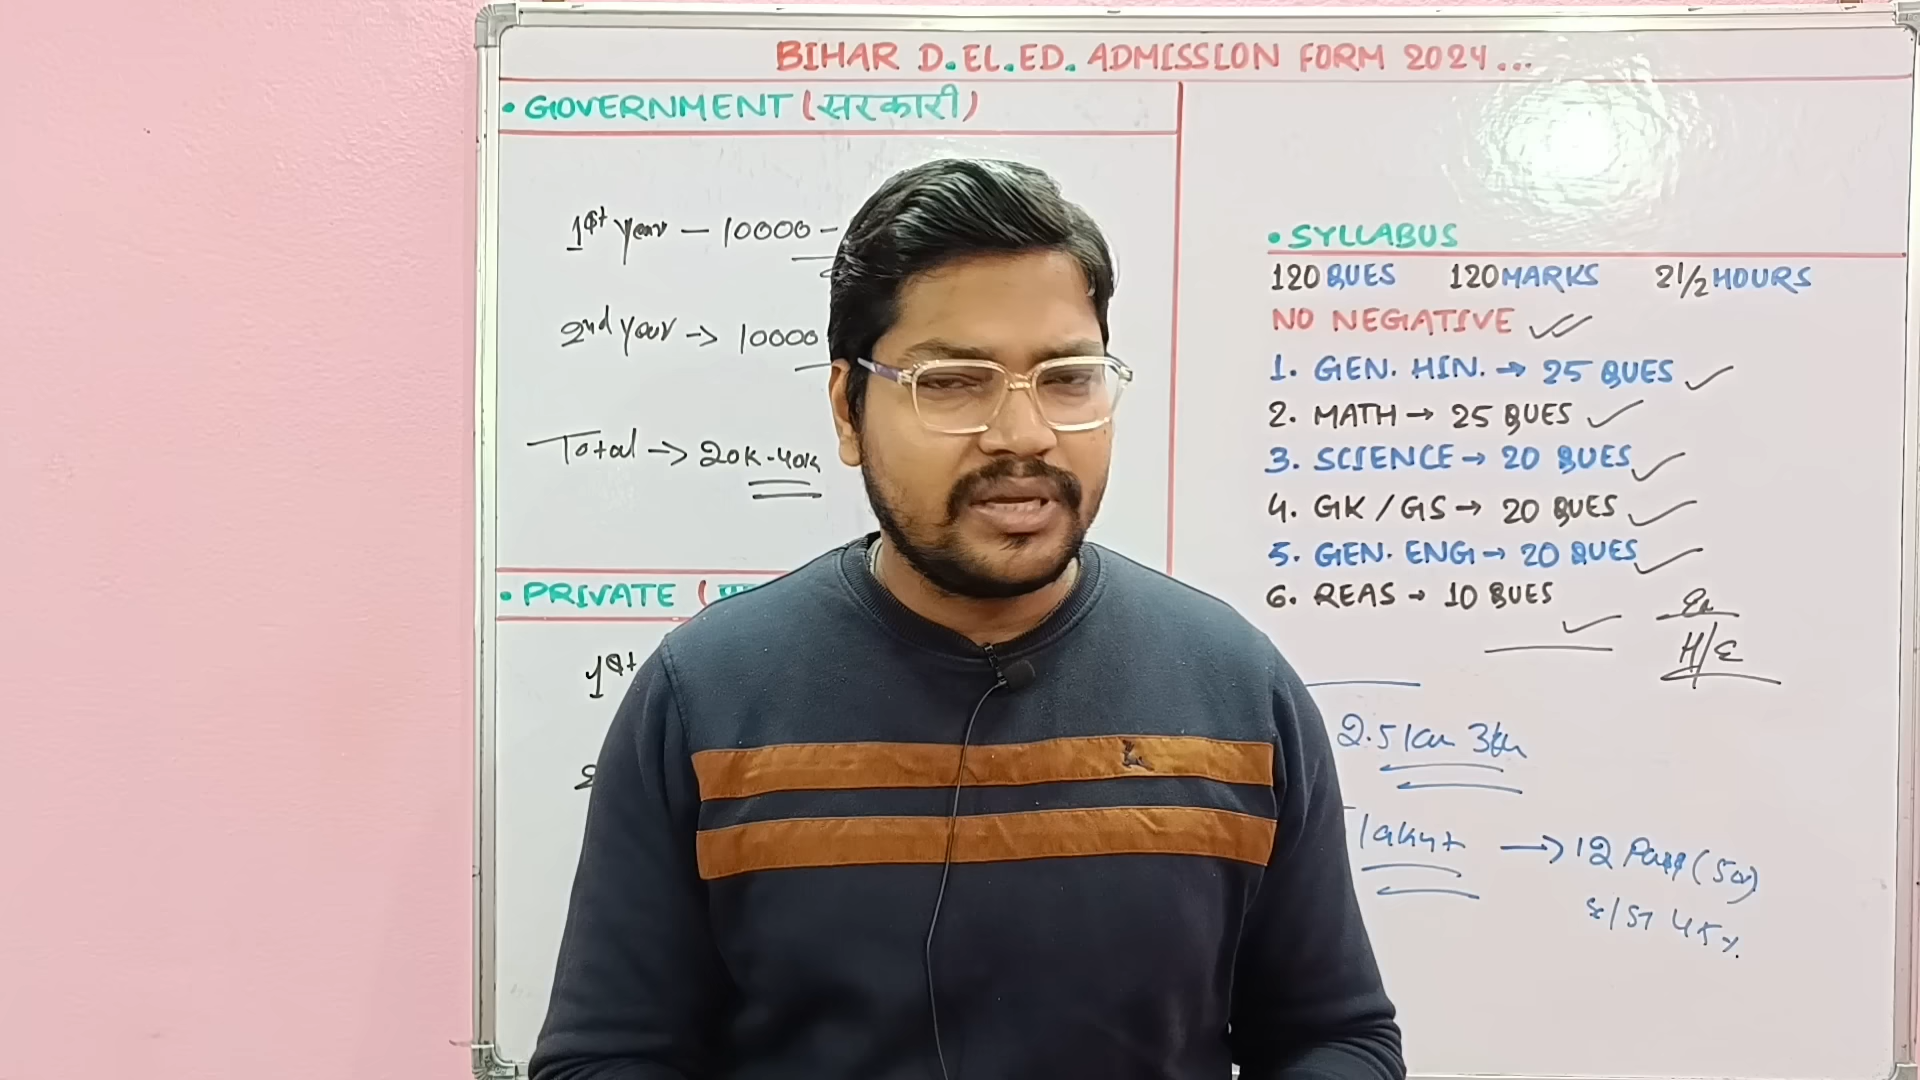 BIHAR D.EL.ED. ADMISSION FORM 2024...
• GOVERNMENT (सरकारी)
1st year — 10000 -
2nd year → 10000
Total → 20K-40K
• PRIVATE (
1st
• SYLLABUS
120 QUES 120 MARKS 2 1/2 HOURS
NO NEGATIVE
1. GEN. HIN. → 25 QUES
2. MATH → 25 QUES
3. SCIENCE → 20 QUES
4. GK / GS → 20 QUES
5. GEN. ENG → 20 QUES
6. REAS → 10 QUES
H/E
2.5
→ 12 Pass (50)
SC/ST 45%